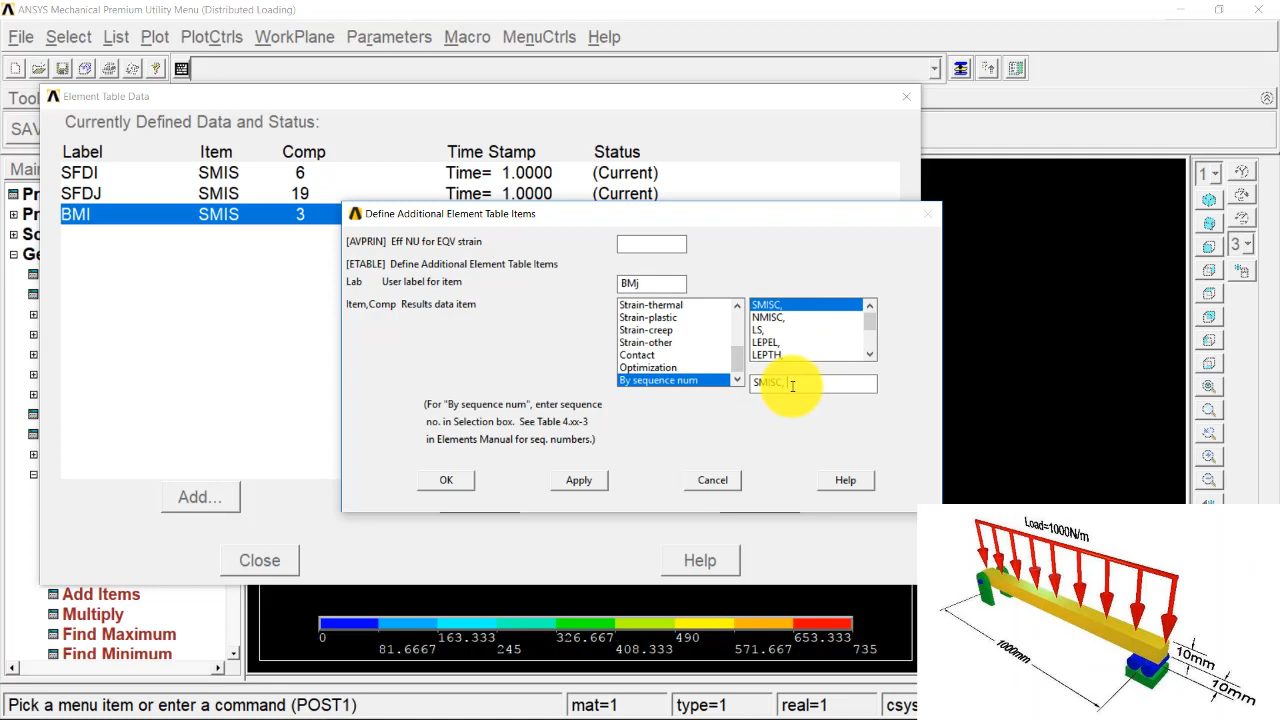 ANSYS Mechanical Premium Utility Menu (Distributed Loading)
File Select List Plot PlotCtrls WorkPlane Parameters Macro MenuCtrls Help
Element Table Data
Currently Defined Data and Status:
Label Item Comp Time Stamp Status
SFDI SMIS 6 Time= 1.0000 (Current)
SFDJ SMIS 19 Time= 1.0000 (Current)
BMI SMIS 3
Define Additional Element Table Items
[AVPRIN] Eff NU for EQV strain
[ETABLE] Define Additional Element Table Items
Lab User label for item BMj
Item,Comp Results data item
Strain-thermal
Strain-plastic
Strain-creep
Strain-other
Contact
Optimization
By sequence num
SMISC,
NMISC,
LS,
LEPEL,
LEPTH,
SMISC,
(For "By sequence num", enter sequence
no. in Selection box. See Table 4.xx-3
in Elements Manual for seq. numbers.)
OK Apply Cancel Help
Add...
Close Help
Too
SAV
Main
Pr
Pr
So
Ge
1
3
Add Items
Multiply
Find Maximum
Find Minimum
0 163.333 326.667 490 653.333
81.6667 245 408.333 571.667 735
Load=1000N/m
1000mm
10mm
10mm
Pick a menu item or enter a command (POST1) mat=1 type=1 real=1 csys